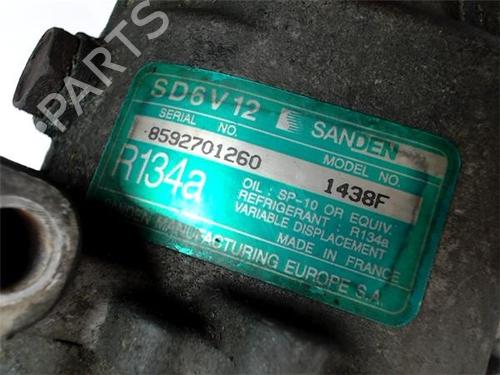 B PARTS
SD6V12 SANDEN
SERIAL NO. MODEL NO.
8592701260 1438F
R134a
OIL : SP-10 OR EQUIV.
REFRIGERANT : R134a
VARIABLE DISPLACEMENT
MADE IN FRANCE
SANDEN MANUFACTURING EUROPE S.A.